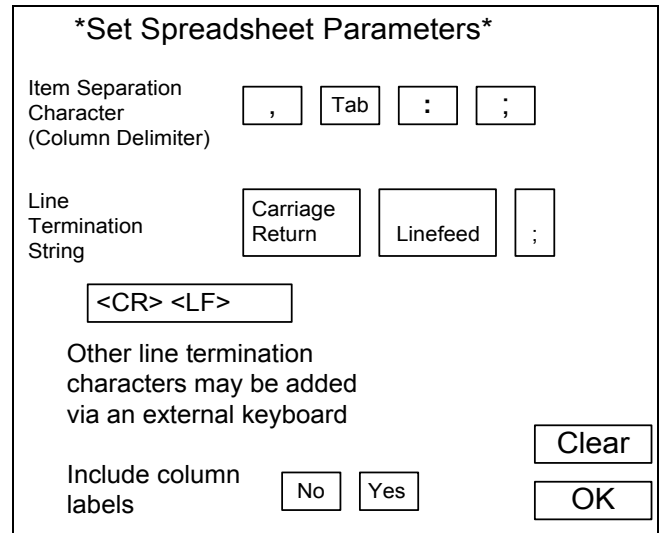 *Set Spreadsheet Parameters*
Item Separation
Character
(Column Delimiter)
, Tab : ;
Line
Termination
String
Carriage
Return
Linefeed
;
<CR> <LF>
Other line termination
characters may be added
via an external keyboard
Clear
Include column
labels
No Yes
OK